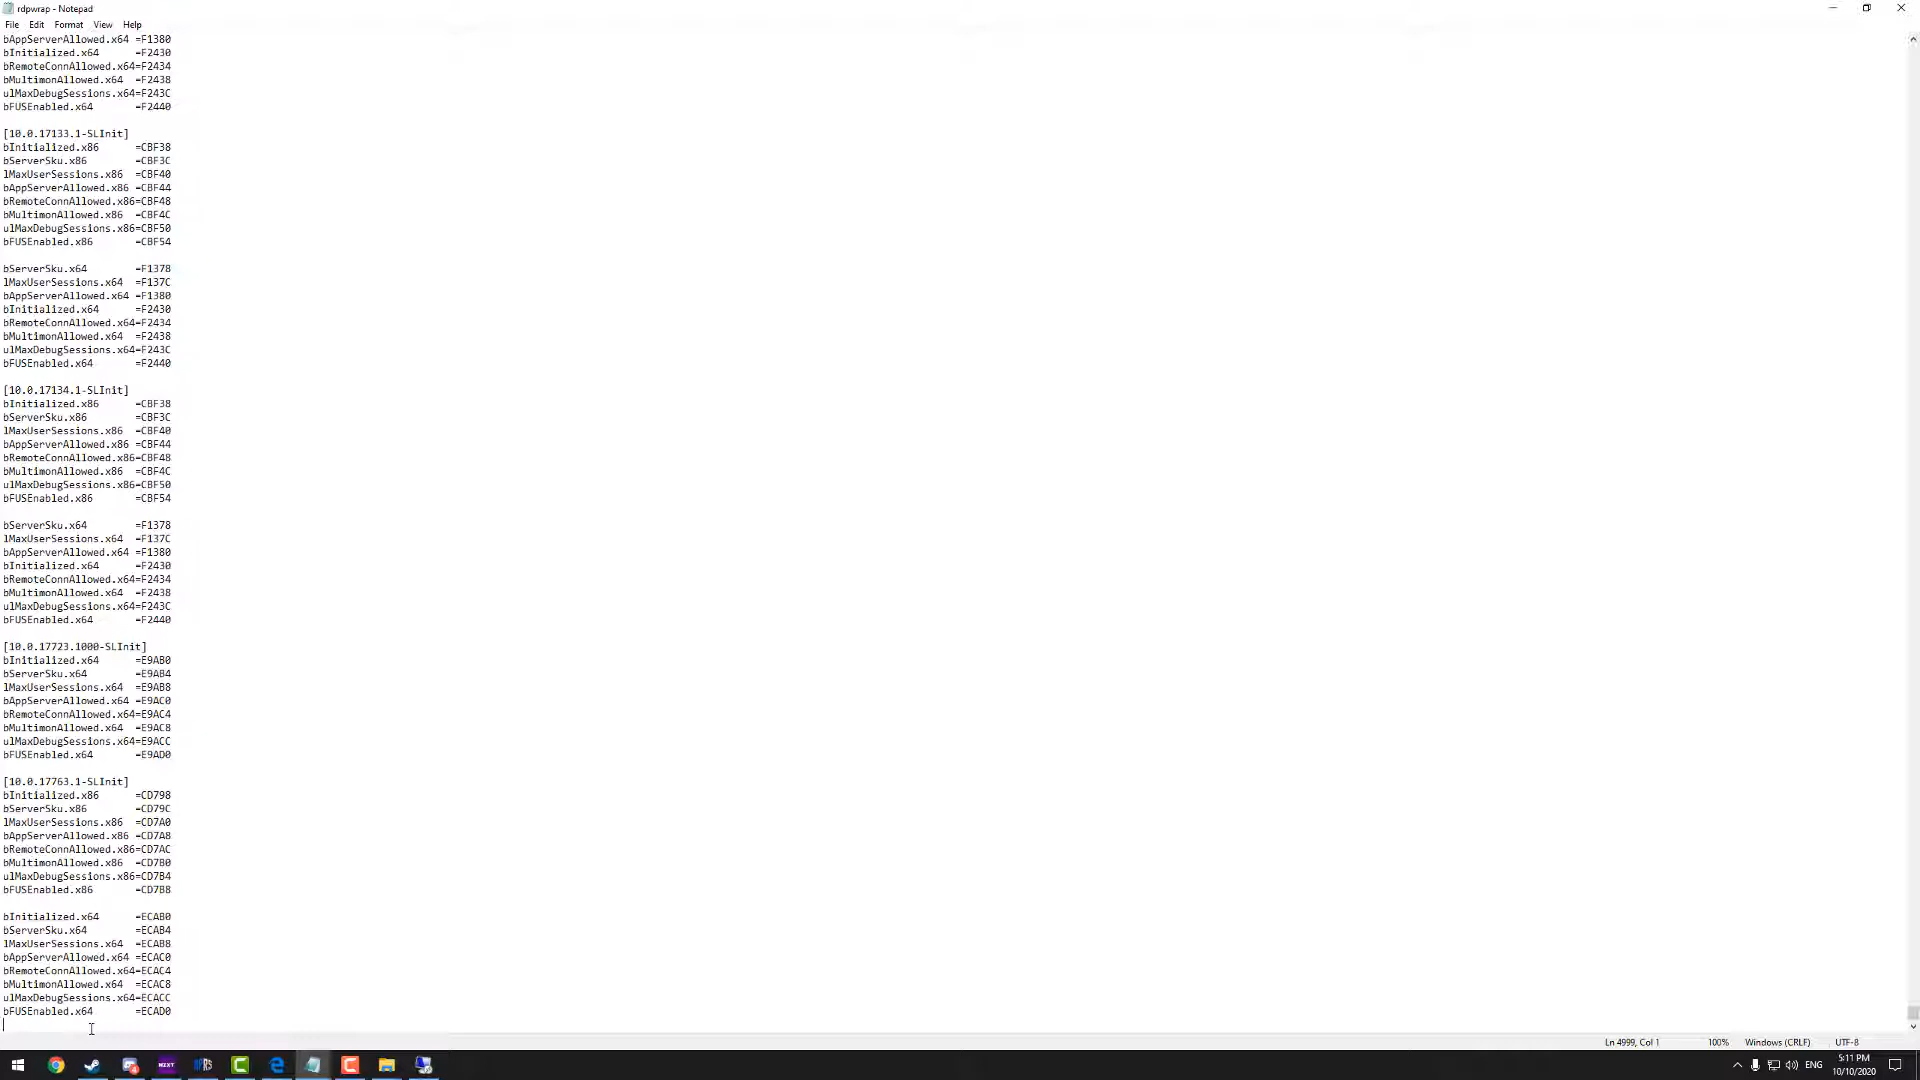 rdpwrap - Notepad
File Edit Format View Help
bAppServerAllowed.x64 =F1380
bInitialized.x64      =F2430
bRemoteConnAllowed.x64=F2434
bMultimonAllowed.x64  =F2438
ulMaxDebugSessions.x64=F243C
bFUSEnabled.x64       =F2440
[10.0.17133.1-SLInit]
bInitialized.x86      =CBF38
bServerSku.x86        =CBF3C
lMaxUserSessions.x86  =CBF40
bAppServerAllowed.x86 =CBF44
bRemoteConnAllowed.x86=CBF48
bMultimonAllowed.x86  =CBF4C
ulMaxDebugSessions.x86=CBF50
bFUSEnabled.x86       =CBF54
bServerSku.x64        =F1378
lMaxUserSessions.x64  =F137C
bAppServerAllowed.x64 =F1380
bInitialized.x64      =F2430
bRemoteConnAllowed.x64=F2434
bMultimonAllowed.x64  =F2438
ulMaxDebugSessions.x64=F243C
bFUSEnabled.x64       =F2440
[10.0.17134.1-SLInit]
bInitialized.x86      =CBF38
bServerSku.x86        =CBF3C
lMaxUserSessions.x86  =CBF40
bAppServerAllowed.x86 =CBF44
bRemoteConnAllowed.x86=CBF48
bMultimonAllowed.x86  =CBF4C
ulMaxDebugSessions.x86=CBF50
bFUSEnabled.x86       =CBF54
bServerSku.x64        =F1378
lMaxUserSessions.x64  =F137C
bAppServerAllowed.x64 =F1380
bInitialized.x64      =F2430
bRemoteConnAllowed.x64=F2434
bMultimonAllowed.x64  =F2438
ulMaxDebugSessions.x64=F243C
bFUSEnabled.x64       =F2440
[10.0.17723.1000-SLInit]
bInitialized.x64      =E9AB0
bServerSku.x64        =E9AB4
lMaxUserSessions.x64  =E9AB8
bAppServerAllowed.x64 =E9AC0
bRemoteConnAllowed.x64=E9AC4
bMultimonAllowed.x64  =E9AC8
ulMaxDebugSessions.x64=E9ACC
bFUSEnabled.x64       =E9AD0
[10.0.17763.1-SLInit]
bInitialized.x86      =CD798
bServerSku.x86        =CD79C
lMaxUserSessions.x86  =CD7A0
bAppServerAllowed.x86 =CD7A8
bRemoteConnAllowed.x86=CD7AC
bMultimonAllowed.x86  =CD7B0
ulMaxDebugSessions.x86=CD7B4
bFUSEnabled.x86       =CD7B8
bInitialized.x64      =ECAB0
bServerSku.x64        =ECAB4
lMaxUserSessions.x64  =ECAB8
bAppServerAllowed.x64 =ECAC0
bRemoteConnAllowed.x64=ECAC4
bMultimonAllowed.x64  =ECAC8
ulMaxDebugSessions.x64=ECACC
bFUSEnabled.x64       =ECAD0
Ln 4999, Col 1 100% Windows (CRLF) UTF-8
ENG
5:11 PM
10/10/2020